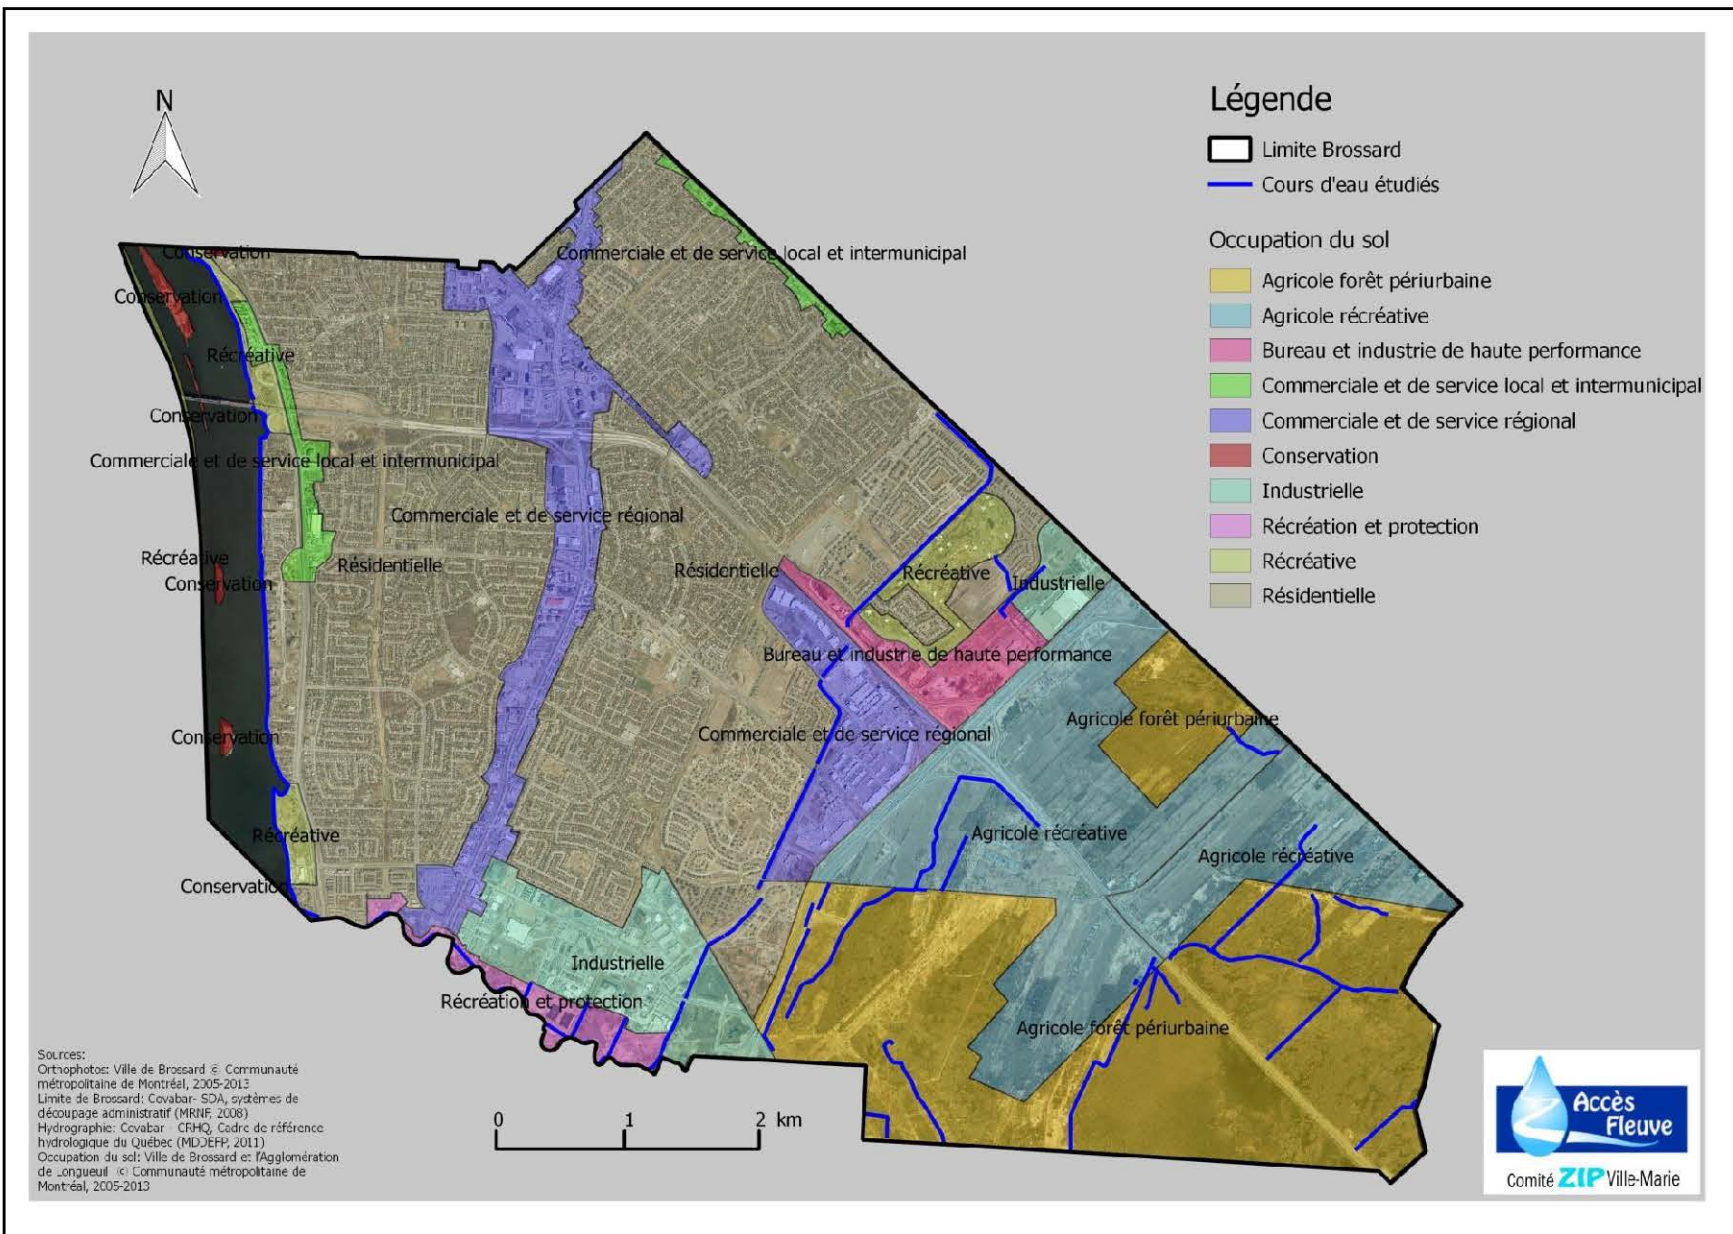 N
Légende
Limite Brossard
Cours d'eau étudiés
Occupation du sol
Agricole forêt périurbaine
Agricole récréative
Bureau et industrie de haute performance
Commerciale et de service local et intermunicipal
Commerciale et de service régional
Conservation
Industrielle
Récréation et protection
Récréative
Résidentielle
Conservation
Commerciale et de service local et intermunicipal
Conservation
Récréative
Conservation
Commerciale et de service local et intermunicipal
Commerciale et de service régional
Récréative
Résidentielle
Résidentielle
Récréative
Industrielle
Conservation
Bureau et industrie de haute performance
Agricole forêt périurbaine
Conservation
Commerciale et de service régional
Récréative
Agricole récréative
Agricole récréative
Conservation
Industrielle
Récréation et protection
Agricole forêt périurbaine
Sources:
Orthophotos: Ville de Brossard © Communauté
métropolitaine de Montréal, 2005-2013
Limite de Brossard: Covabar- SDA, systèmes de
découpage administratif (MRNF, 2008)
Hydrographie: Covabar - CRHQ, Cadre de référence
hydrologique du Québec (MDDEFP, 2011)
Occupation du sol: Ville de Brossard et l'Agglomération
de Longueuil © Communauté métropolitaine de
Montréal, 2005-2013
0 1 2 km
Accès
Fleuve
Comité ZIP Ville-Marie